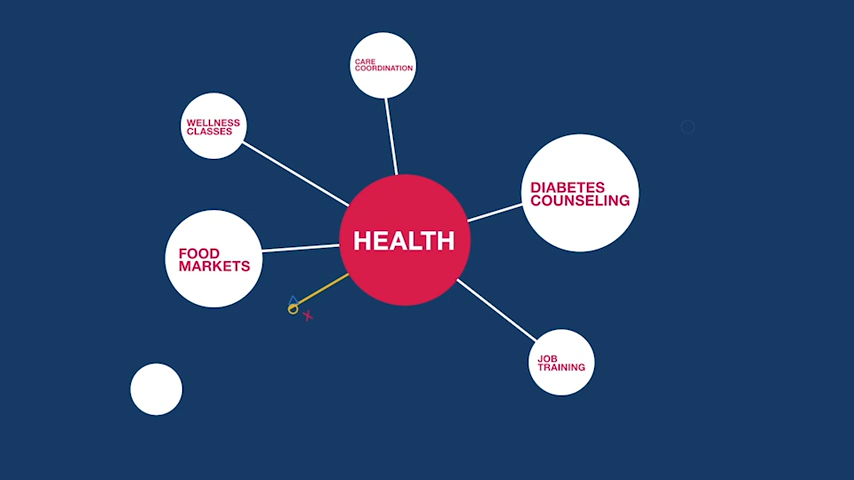 CARE
COORDINATION
WELLNESS
CLASSES
DIABETES
COUNSELING
HEALTH
FOOD
MARKETS
JOB
TRAINING